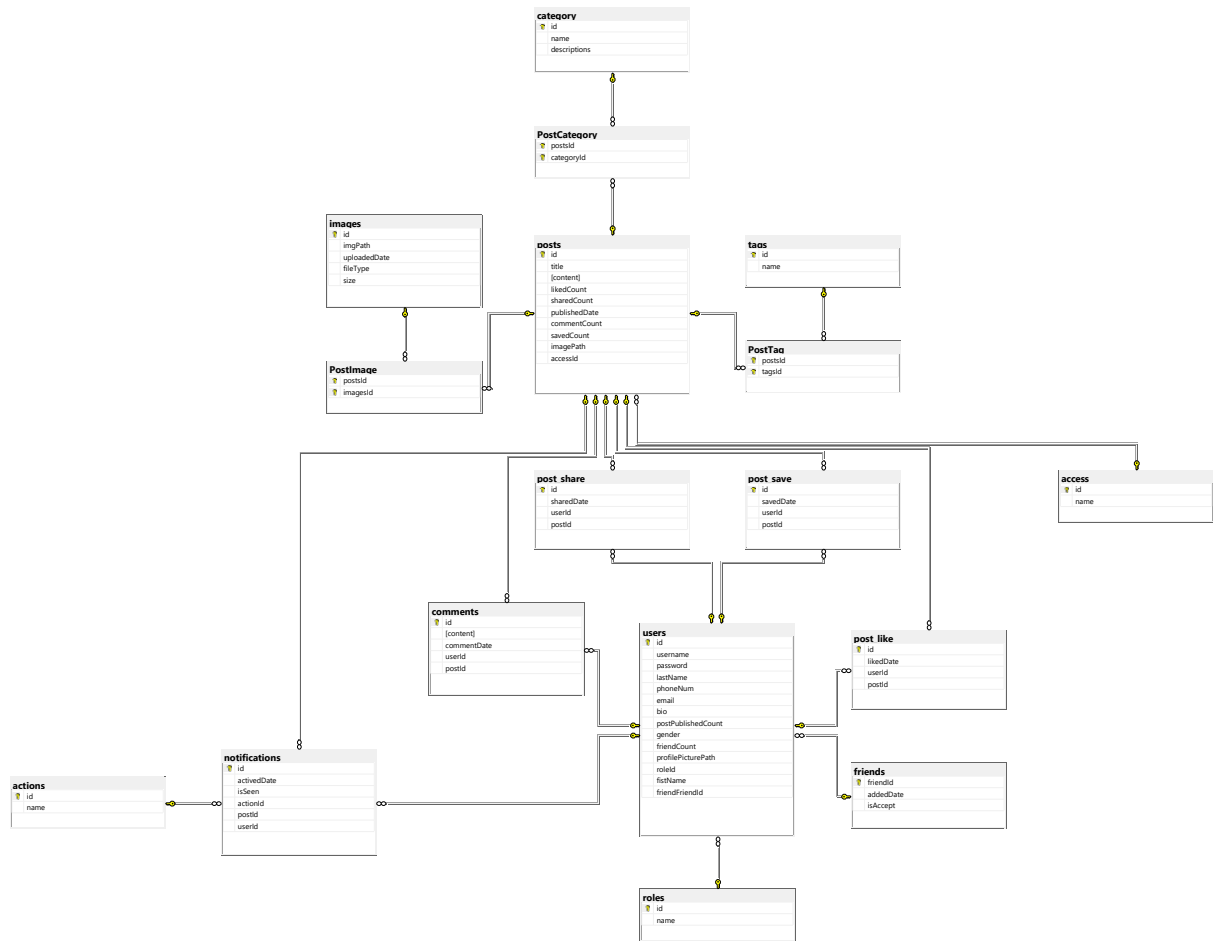 category
id
name
descriptions
PostCategory
postsId
categoryId
images
id
imgPath
uploadedDate
fileType
size
posts
id
title
[content]
likedCount
sharedCount
publishedDate
commentCount
savedCount
imagePath
accessId
tags
id
name
PostImage
postsId
imagesId
PostTag
postsId
tagsId
post_share
id
sharedDate
userId
postId
post_save
id
savedDate
userId
postId
access
id
name
comments
id
[content]
commentDate
userId
postId
users
id
username
password
lastName
phoneNum
email
bio
postPublishedCount
gender
friendCount
profilePicturePath
roleId
fistName
friendFriendId
post_like
id
likedDate
userId
postId
notifications
id
activedDate
isSeen
actionId
postId
userId
actions
id
name
friends
friendId
addedDate
isAccept
roles
id
name